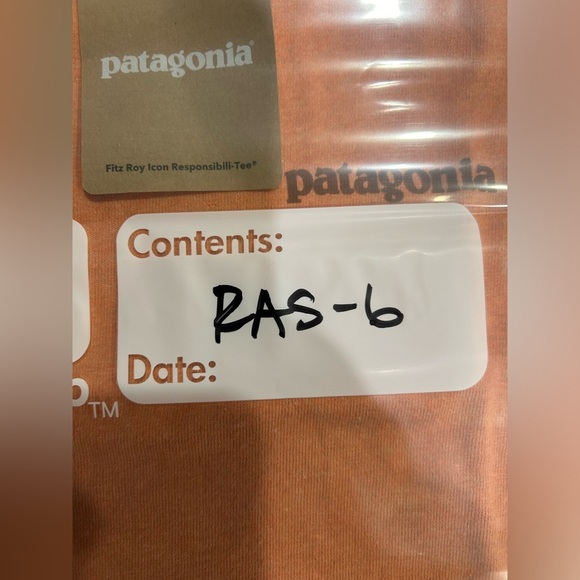 patagonia®
Fitz Roy Icon Responsibili-Tee®
patagonia
Contents:
RAS-6
Date:
TM